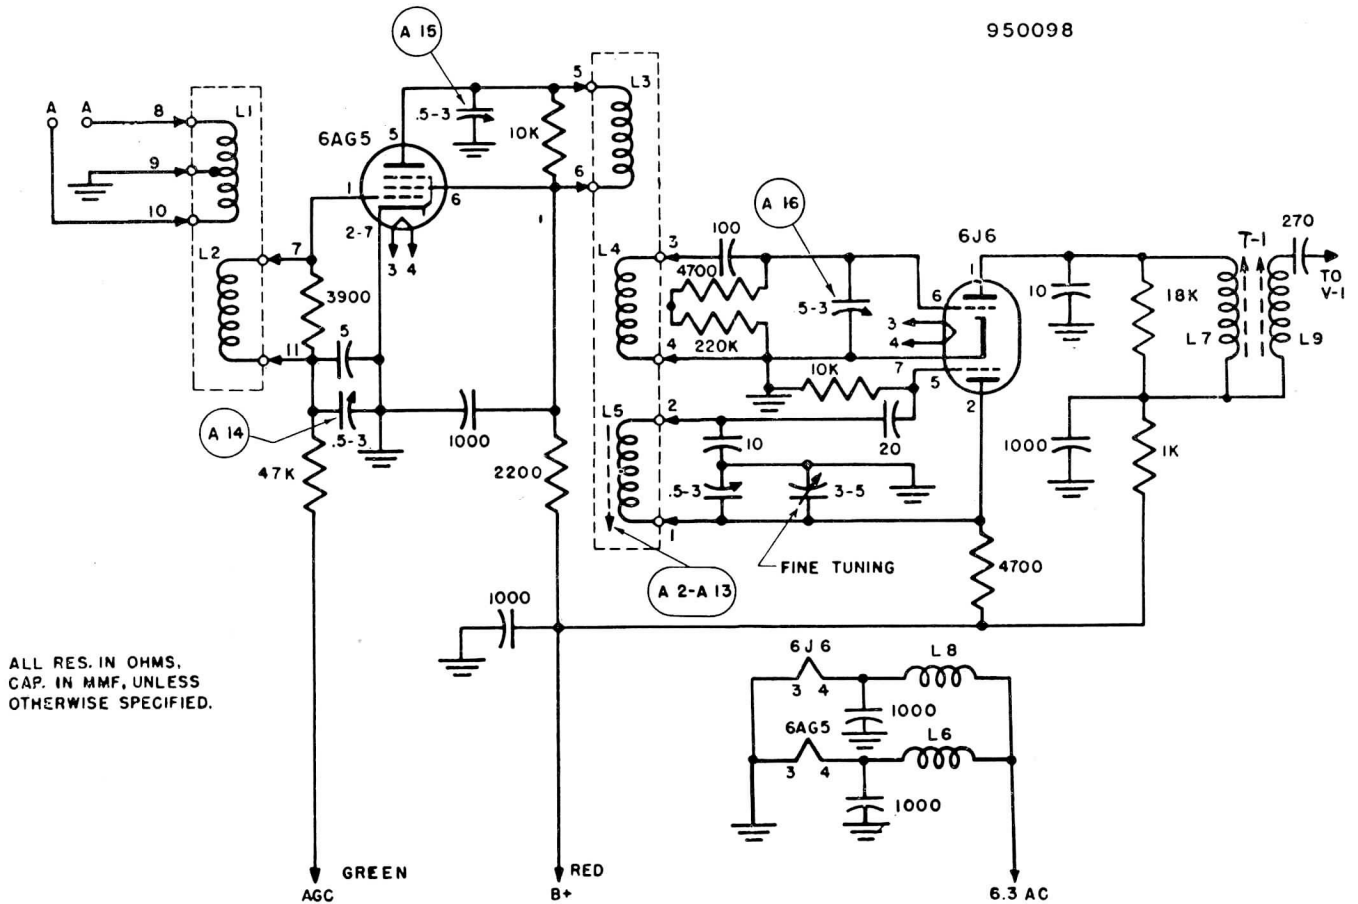 950098
A 15
A A 8
L1
5
L3
.5-3
10K
6AG5
5
9
6
1
6
10
2-7
1
A 16
L2
7
3 4
3900
L4
3
100
4700
6J6
1
270
T-1
TO
V-1
10
18K
6
.5-3
3
4
220K
4
L7
L9
11
5
10K
7
5
2
A 14
.5-3
1000
L5
2
10
20
1000
1K
47K
2200
.5-3
3-5
1
FINE TUNING
4700
A 2-A 13
1000
ALL RES. IN OHMS,
CAP. IN MMF, UNLESS
OTHERWISE SPECIFIED.
6J6
L8
3 4
1000
6AG5
L6
3 4
1000
GREEN
RED
AGC
B+
6.3 AC